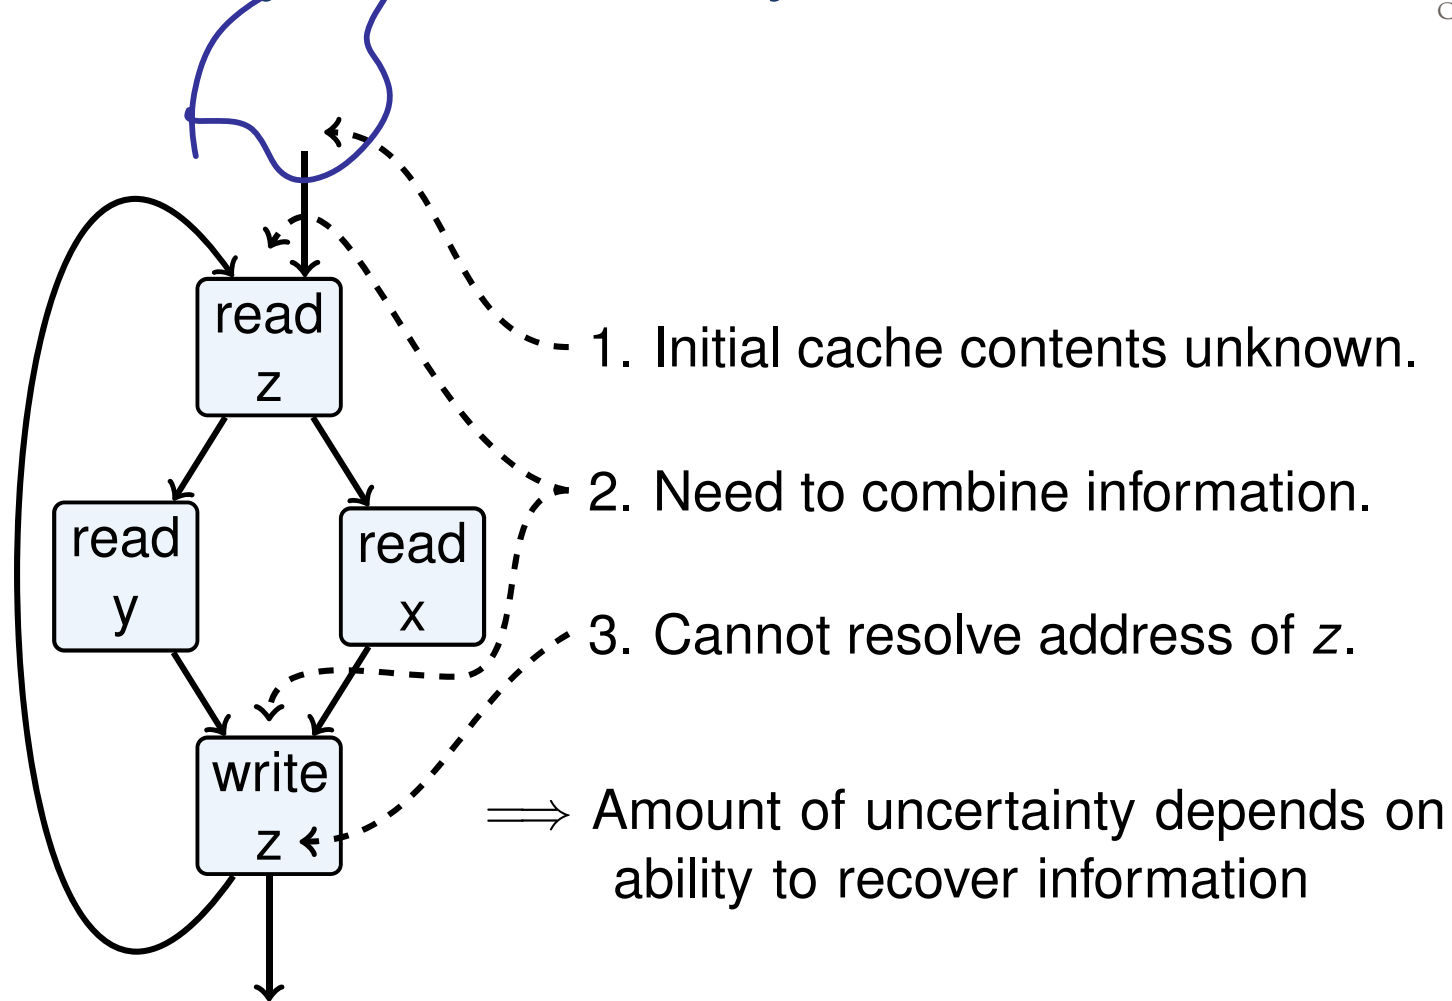 read
z
1. Initial cache contents unknown.
2. Need to combine information.
read
y
read
x
3. Cannot resolve address of z.
write
z
⟹ Amount of uncertainty depends on
ability to recover information